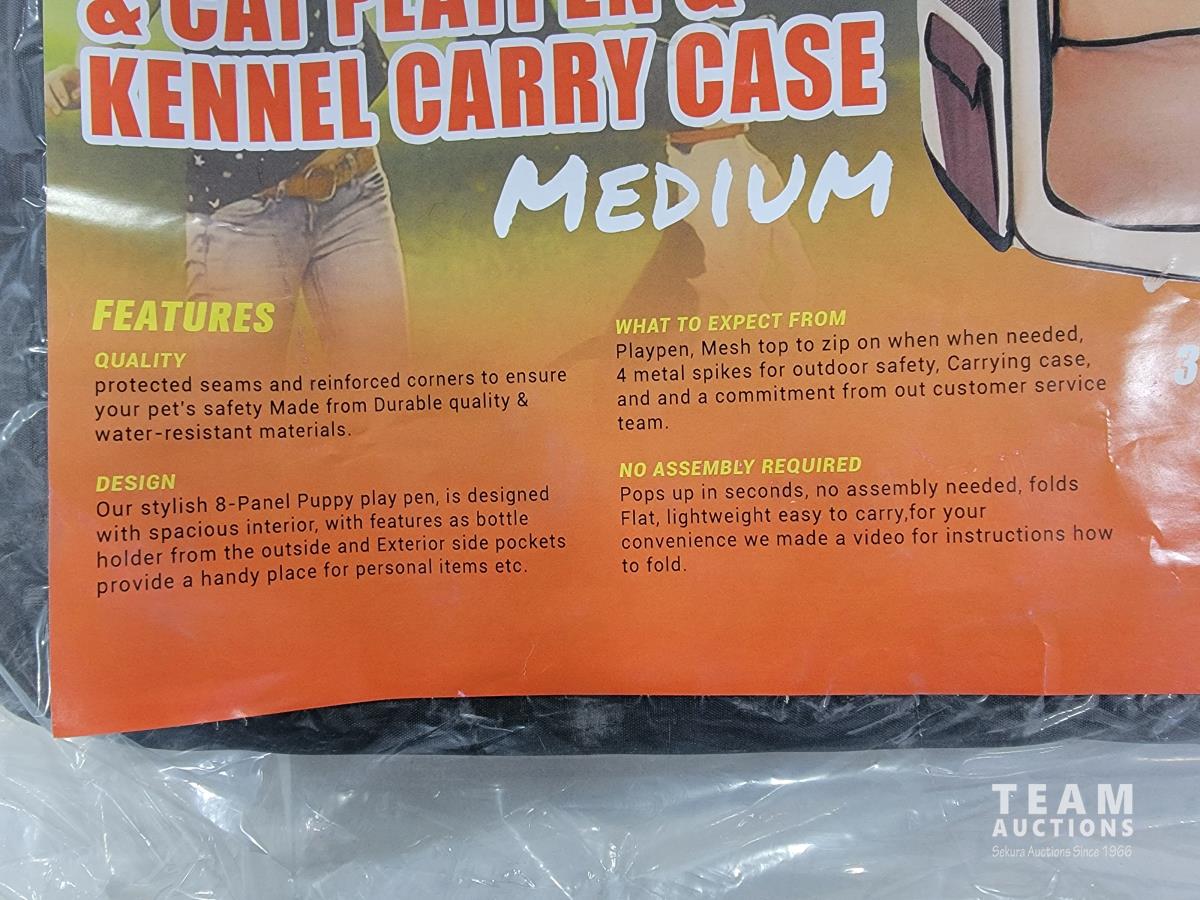 & CAT PLAYPEN &
KENNEL CARRY CASE
MEDIUM
FEATURES
QUALITY
protected seams and reinforced corners to ensure
your pet's safety Made from Durable quality &
water-resistant materials.
DESIGN
Our stylish 8-Panel Puppy play pen, is designed
with spacious interior, with features as bottle
holder from the outside and Exterior side pockets
provide a handy place for personal items etc.
WHAT TO EXPECT FROM
Playpen, Mesh top to zip on when when needed,
4 metal spikes for outdoor safety, Carrying case,
and and a commitment from out customer service
team.
NO ASSEMBLY REQUIRED
Pops up in seconds, no assembly needed, folds
Flat, lightweight easy to carry,for your
convenience we made a video for instructions how
to fold.
3
TEAM
AUCTIONS
Sekura Auctions Since 1966